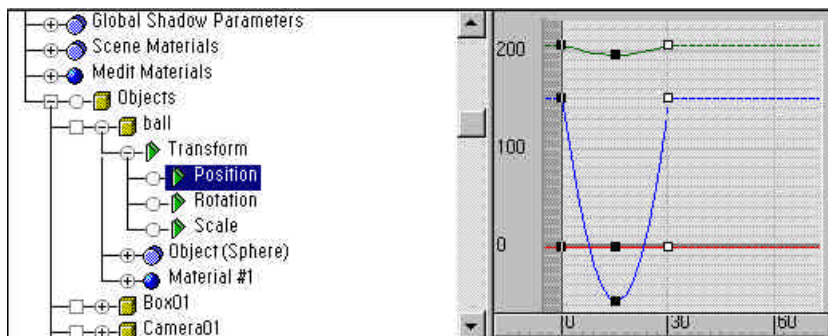 Global Shadow Parameters
Scene Materials
Medit Materials
Objects
ball
Transform
Position
Rotation
Scale
Object (Sphere)
Material #1
Box01
Camera01
200
100
0
0
30
60